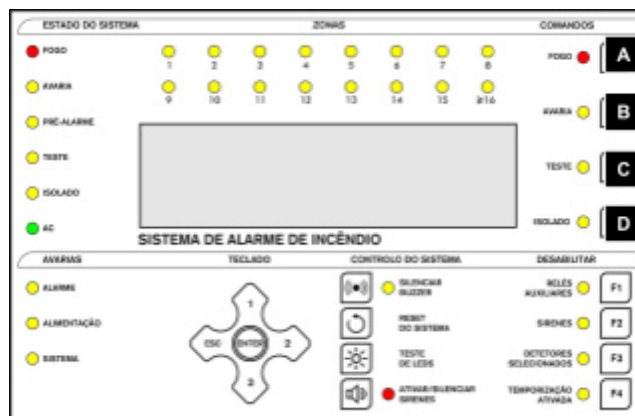 ESTADO DO SISTEMA ZONAS COMANDOS
FOGO 1 2 3 4 5 6 7 8 FOGO A
AVARIA 9 10 11 12 13 14 15 ≥16 AVARIA B
PRÉ-ALARME
TESTE TESTE C
ISOLADO ISOLADO D
AC
SISTEMA DE ALARME DE INCÊNDIO
AVARIAS TECLADO CONTROLO DO SISTEMA DESABILITAR
ALARME
ALIMENTAÇÃO
SISTEMA
1
ESC ENTER 2
3
SILENCIAR
BUZZER
RESET
DO SISTEMA
TESTE
DE LEDS
ATIVAR/SILENCIAR
SIRENES
RELÉS
AUXILIARES F1
SIRENES F2
DETETORES
SELECIONADOS F3
TEMPORIZAÇÃO
ATIVADA F4